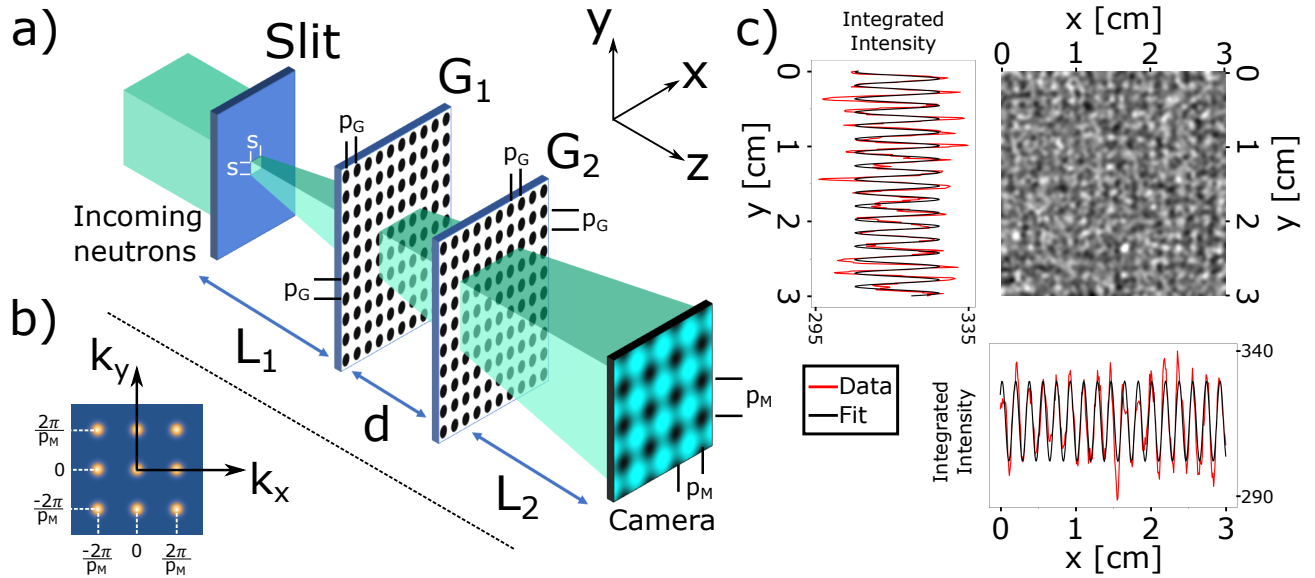 a)
Slit
G1
G2
pG
pG
pG
pG
s
s
y
x
z
Incoming
neutrons
L1
d
L2
pM
pM
Camera
b)
ky
kx
2π/pM
0
-2π/pM
-2π/pM
0
2π/pM
c)
Integrated
Intensity
y [cm]
0
1
2
3
295
335
x [cm]
0
1
2
3
0
1
2
3
y [cm]
Data
Fit
Integrated
Intensity
340
290
0
1
2
3
x [cm]